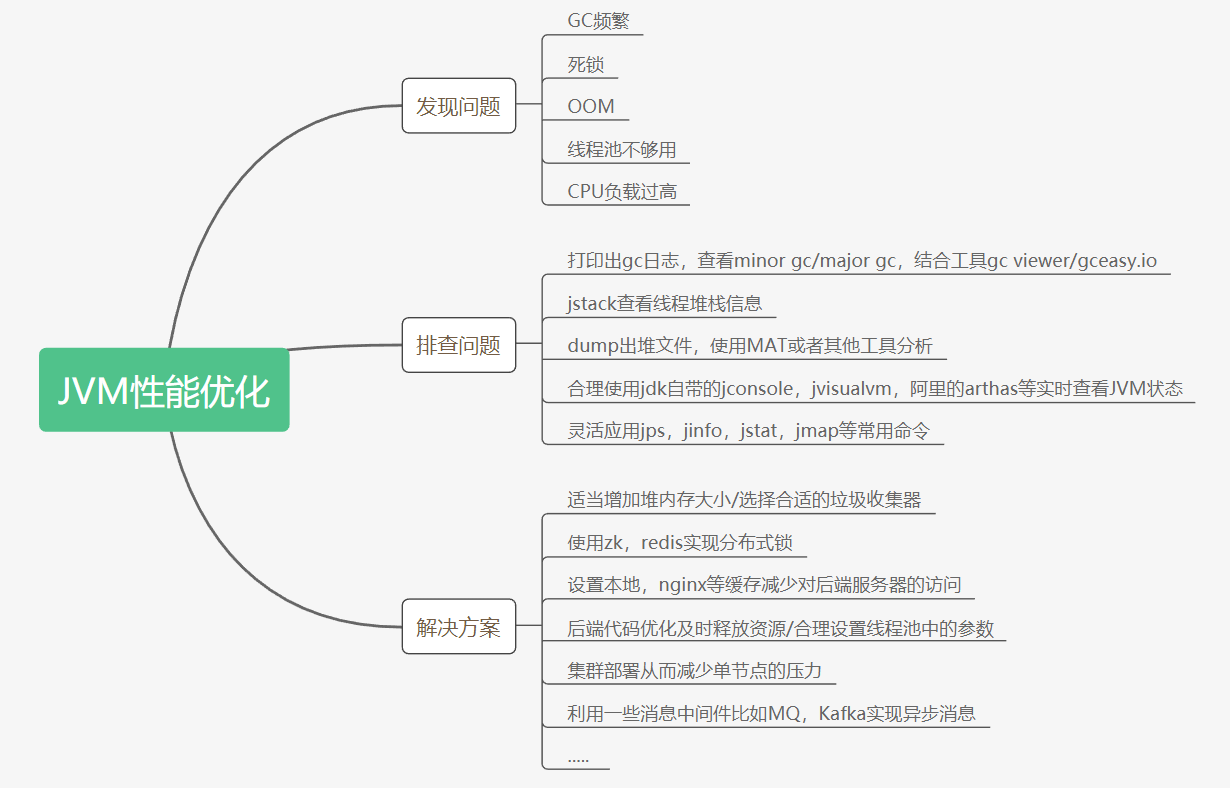 JVM性能优化
发现问题
GC频繁
死锁
OOM
线程池不够用
CPU负载过高
排查问题
打印出gc日志，查看minor gc/major gc，结合工具gc viewer/gceasy.io
jstack查看线程堆栈信息
dump出堆文件，使用MAT或者其他工具分析
合理使用jdk自带的jconsole，jvisualvm，阿里的arthas等实时查看JVM状态
灵活应用jps，jinfo，jstat，jmap等常用命令
解决方案
适当增加堆内存大小/选择合适的垃圾收集器
使用zk，redis实现分布式锁
设置本地，nginx等缓存减少对后端服务器的访问
后端代码优化及时释放资源/合理设置线程池中的参数
集群部署从而减少单节点的压力
利用一些消息中间件比如MQ，Kafka实现异步消息
.....